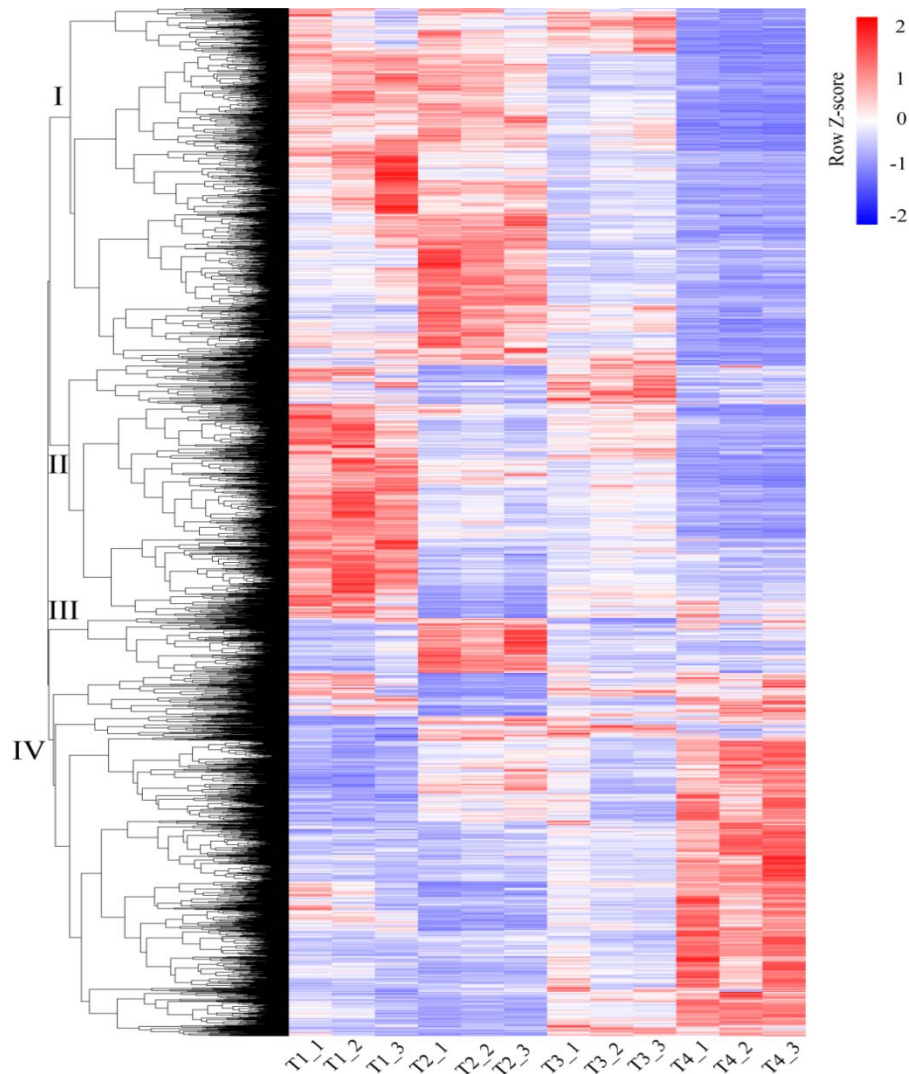 I
II
III
IV
2
1
0
-1
-2
Row Z-score
T1_1
T1_2
T1_3
T2_1
T2_2
T2_3
T3_1
T3_2
T3_3
T4_1
T4_2
T4_3